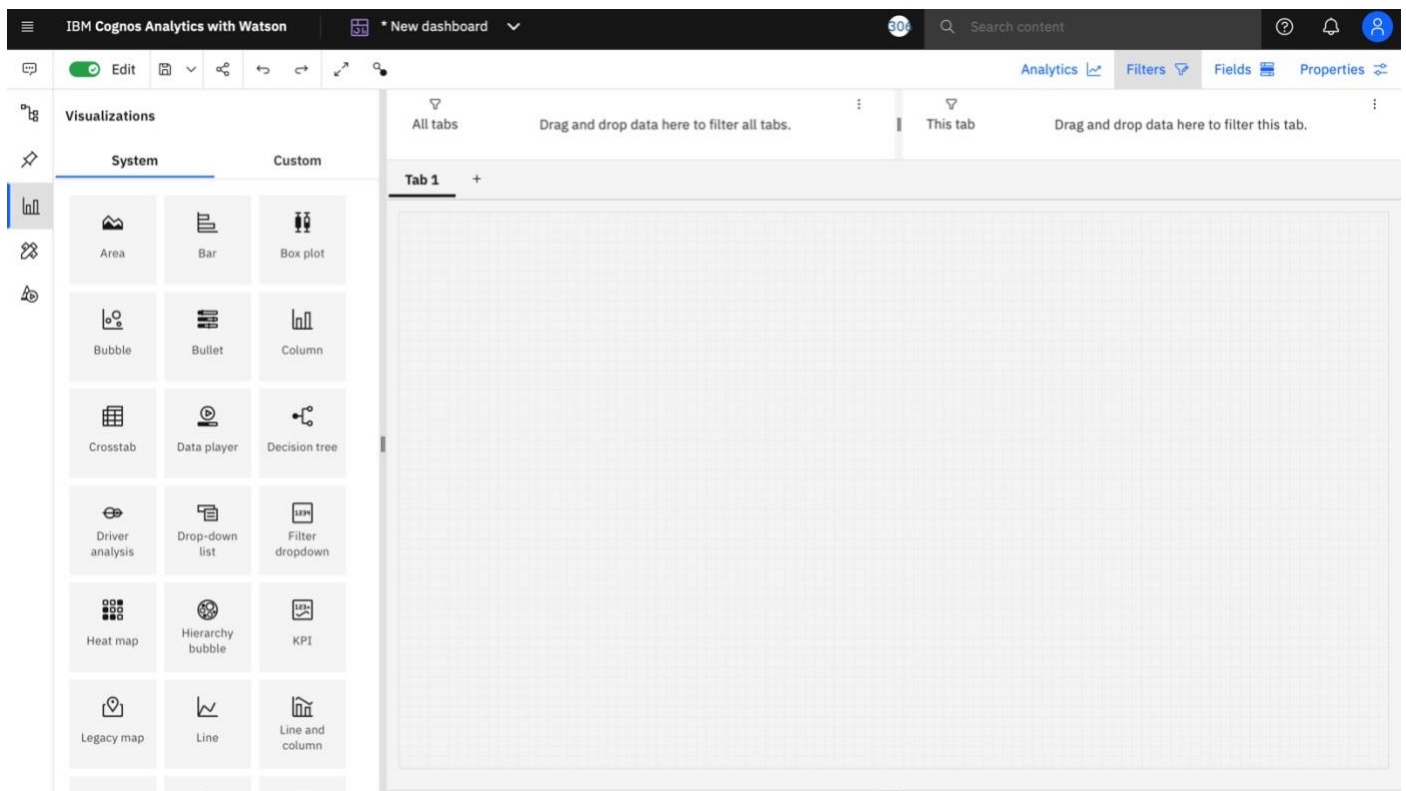 IBM Cognos Analytics with Watson
* New dashboard
306
Search content
Edit
Analytics
Filters
Fields
Properties
Visualizations
System
Custom
All tabs
Drag and drop data here to filter all tabs.
This tab
Drag and drop data here to filter this tab.
Tab 1 +
Area
Bar
Box plot
Bubble
Bullet
Column
Crosstab
Data player
Decision tree
Driver
analysis
Drop-down
list
1234
Filter
dropdown
Heat map
Hierarchy
bubble
123+
KPI
Legacy map
Line
Line and
column